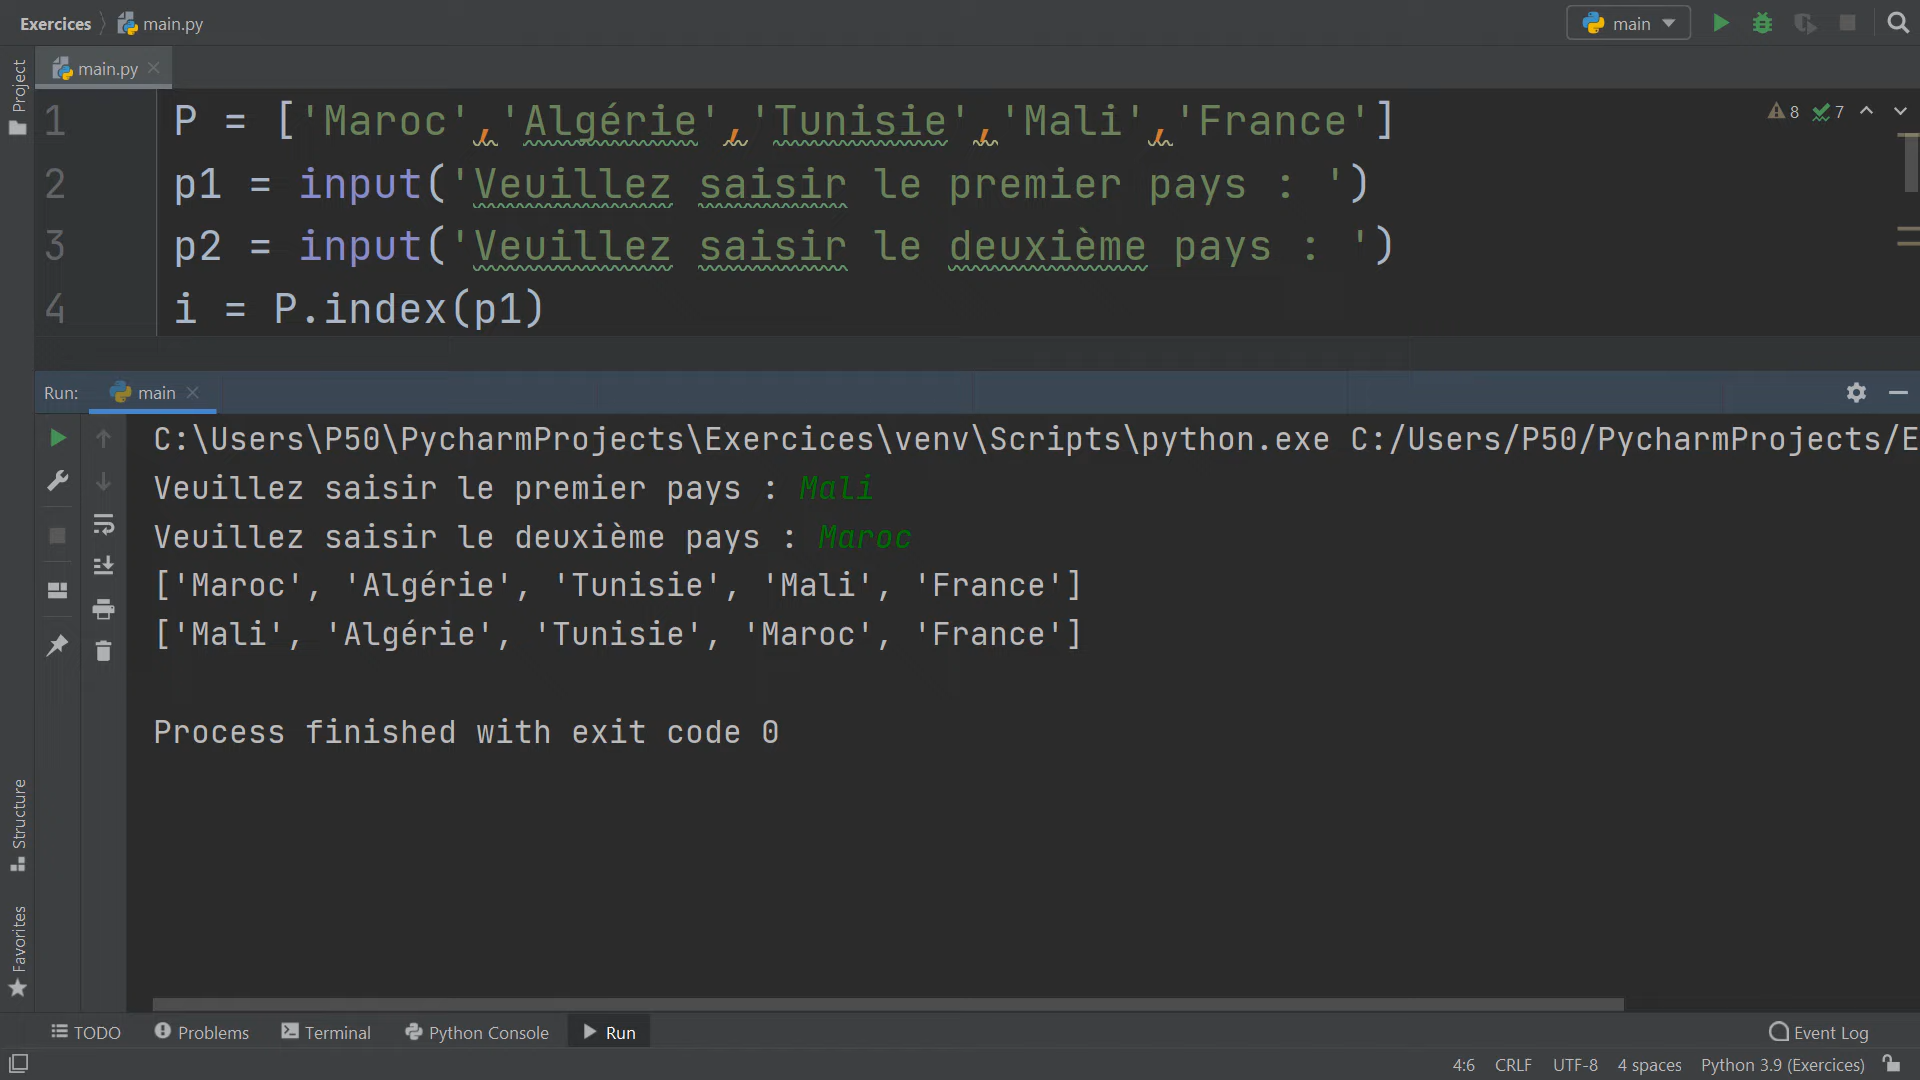 Exercices main.py
main
main.py
Project
8 7
1 P = ['Maroc','Algérie','Tunisie','Mali','France']
2 p1 = input('Veuillez saisir le premier pays : ')
3 p2 = input('Veuillez saisir le deuxième pays : ')
4 i = P.index(p1)
Run: main
C:\Users\P50\PycharmProjects\Exercices\venv\Scripts\python.exe C:/Users/P50/PycharmProjects/E
Veuillez saisir le premier pays : Mali
Veuillez saisir le deuxième pays : Maroc
['Maroc', 'Algérie', 'Tunisie', 'Mali', 'France']
['Mali', 'Algérie', 'Tunisie', 'Maroc', 'France']
Process finished with exit code 0
Structure
Favorites
TODO Problems Terminal Python Console Run Event Log
4:6 CRLF UTF-8 4 spaces Python 3.9 (Exercices)